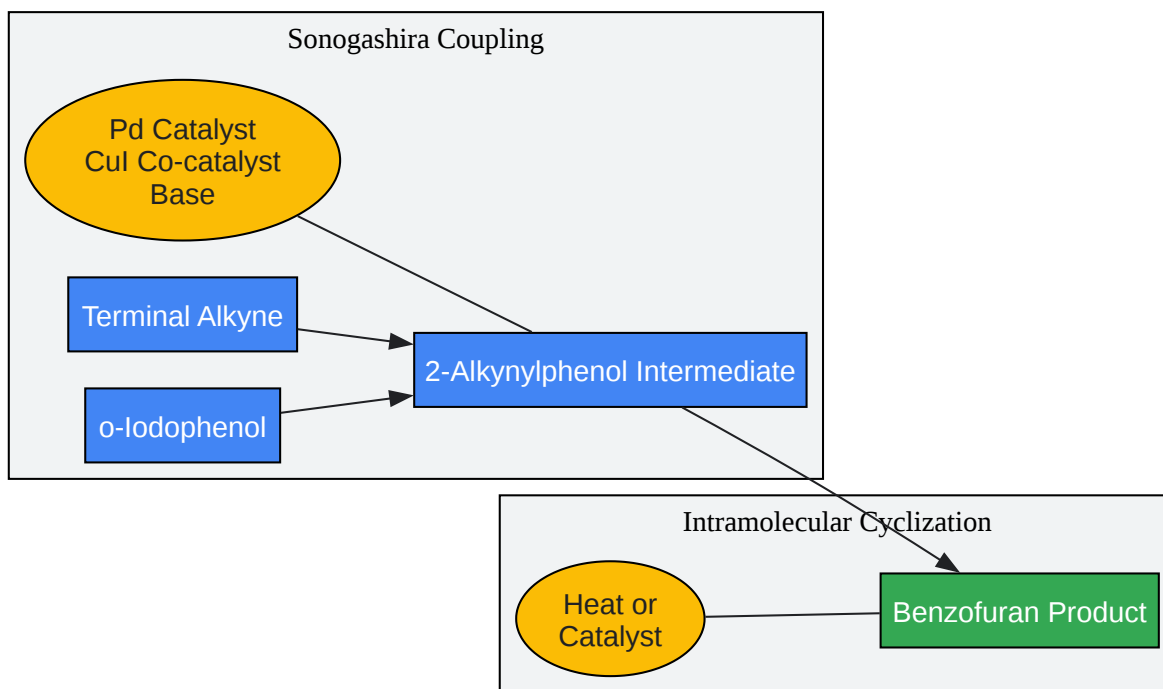 Sonogashira Coupling
Pd Catalyst
CuI Co-catalyst
Base
Terminal Alkyne
2-Alkynylphenol Intermediate
o-Iodophenol
Intramolecular Cyclization
Heat or
Catalyst
Benzofuran Product